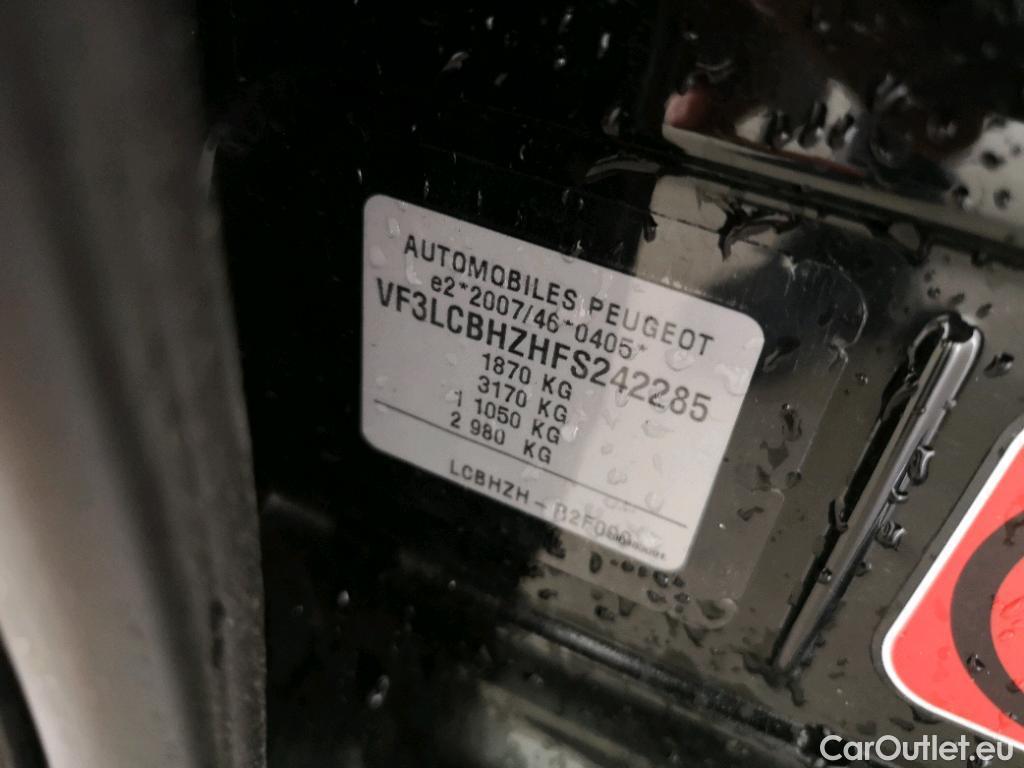 AUTOMOBILES PEUGEOT
e2*2007/46*0405*
VF3LCBHZHFS242285
1870 KG
3170 KG
1 1050 KG
2 980 KG
LCBHZH - B2F000
CarOutlet.eu